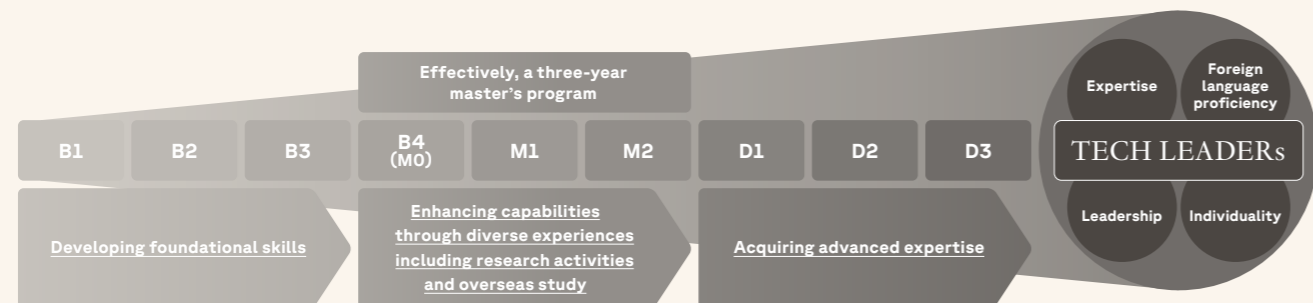 Effectively, a three-year
master's program
Expertise
Foreign
language
proficiency
B1
B2
B3
B4
(M0)
M1
M2
D1
D2
D3
TECH LEADERs
Developing foundational skills
Enhancing capabilities
through diverse experiences
including research activities
and overseas study
Acquiring advanced expertise
Leadership
Individuality